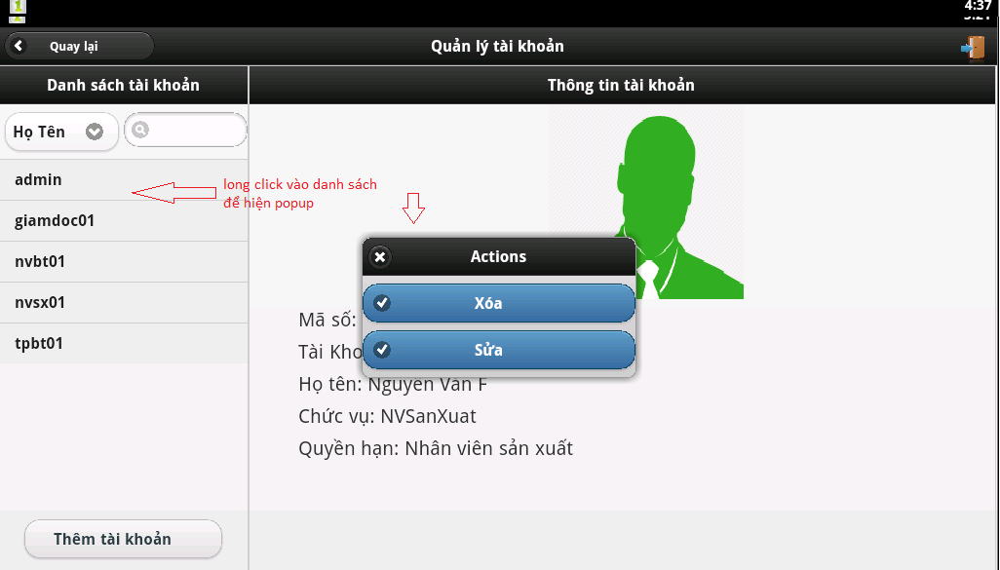 4:37
Quay lại
Quản lý tài khoản
Danh sách tài khoản
Thông tin tài khoản
Họ Tên
admin
giamdoc01
nvbt01
nvsx01
tpbt01
Thêm tài khoản
long click vào danh sách
để hiện popup
Actions
Xóa
Sửa
Mã số:
Tài Kho
Họ tên: Nguyen Van F
Chức vụ: NVSanXuat
Quyền hạn: Nhân viên sản xuất